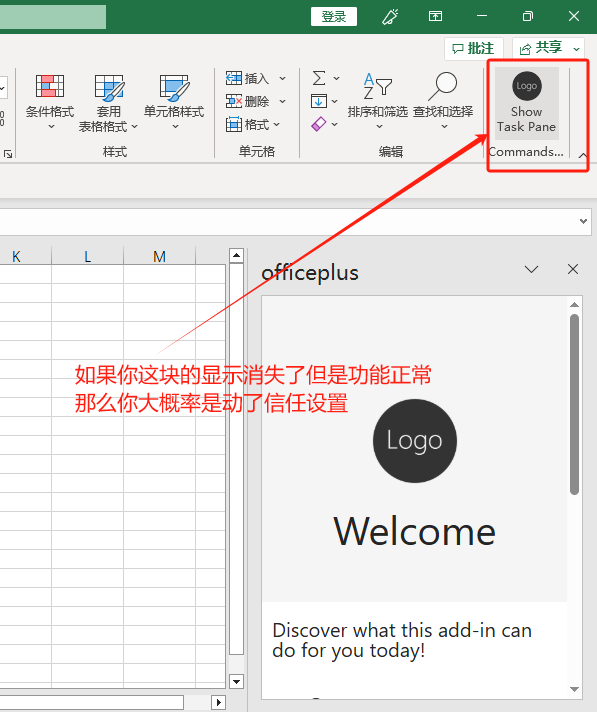 登录
批注
共享
条件格式
套用
表格格式
单元格样式
样式
插入
删除
格式
单元格
排序和筛选
查找和选择
编辑
Logo
Show
Task Pane
Commands...
K
L
M
officeplus
如果你这块的显示消失了但是功能正常
那么你大概率是动了信任设置
Logo
Welcome
Discover what this add-in can
do for you today!